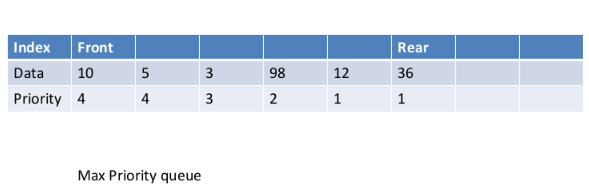 Index Front Rear
Data 10 5 3 98 12 36
Priority 4 4 3 2 1 1
Max Priority queue